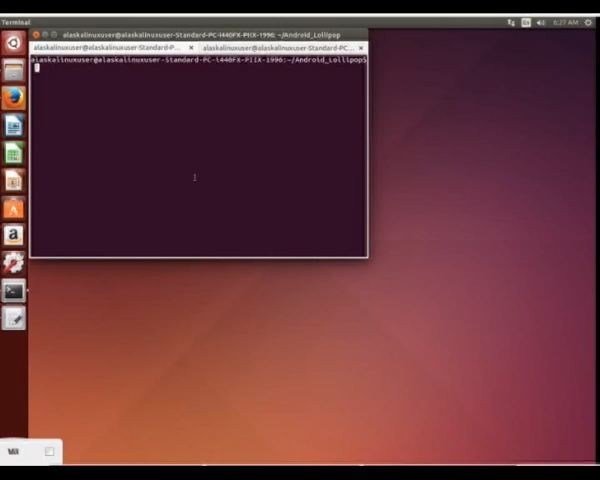 Terminal
En
6:27 AM
alaskalinuxuser@alaskalinuxuser-Standard-PC-i440FX-PIIX-1996: ~/Android_Lollipop
alaskalinuxuser@alaskalinuxuser-Standard-P... × alaskalinuxuser@alaskalinuxuser-Standard-PC... ×
alaskalinuxuser@alaskalinuxuser-Standard-PC-i440FX-PIIX-1996:~/Android_Lollipop$